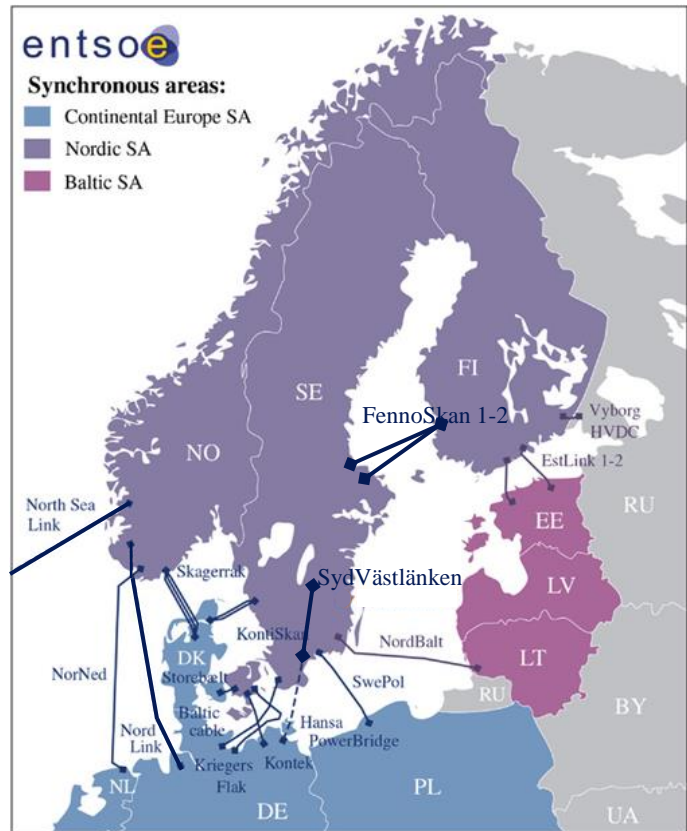 entsoe
Synchronous areas:
Continental Europe SA
Nordic SA
Baltic SA
FI
SE
FennoSkan 1-2
Vyborg
HVDC
NO
EstLink 1-2
North Sea
Link
RU
EE
Skagerrak
SydVästlänken
LV
KontiSkan
NordBalt
DK
LT
NorNed
Storebælt
SwePol
RU
BY
Baltic
cable
Nord
Link
Hansa
PowerBridge
Kriegers
Flak
Kontek
NL
PL
DE
UA